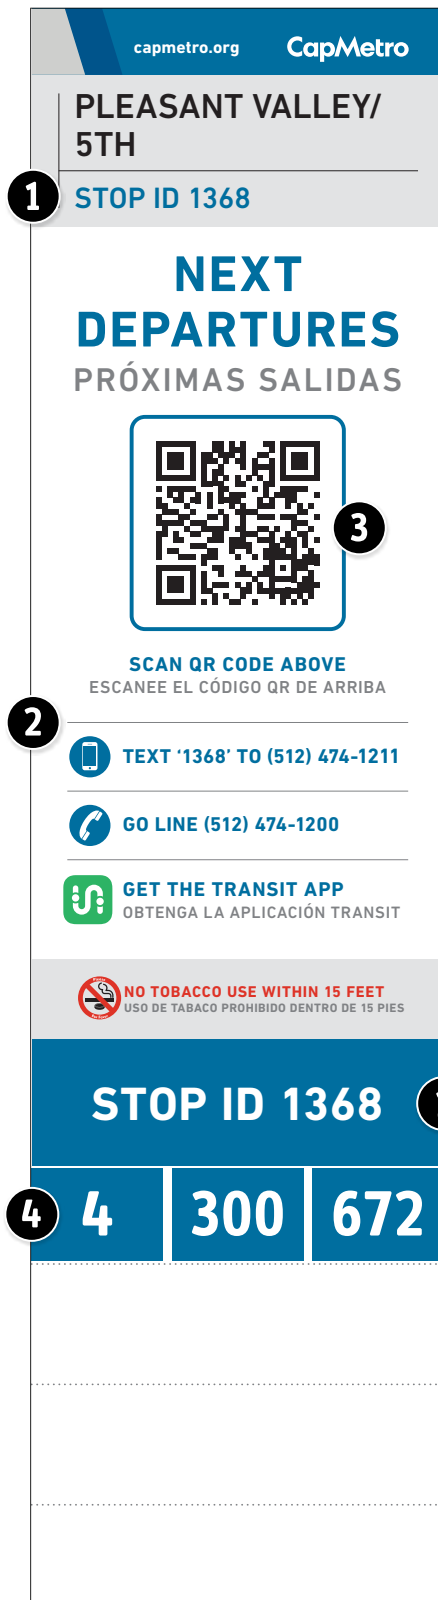 capmetro.org CapMetro
PLEASANT VALLEY/
5TH
1 STOP ID 1368
NEXT
DEPARTURES
PRÓXIMAS SALIDAS
3
SCAN QR CODE ABOVE
ESCANEE EL CÓDIGO QR DE ARRIBA
2
TEXT ‘1368’ TO (512) 474-1211
GO LINE (512) 474-1200
GET THE TRANSIT APP
OBTENGA LA APLICACIÓN TRANSIT
NO TOBACCO USE WITHIN 15 FEET
USO DE TABACO PROHIBIDO DENTRO DE 15 PIES
STOP ID 1368
4 4 300 672